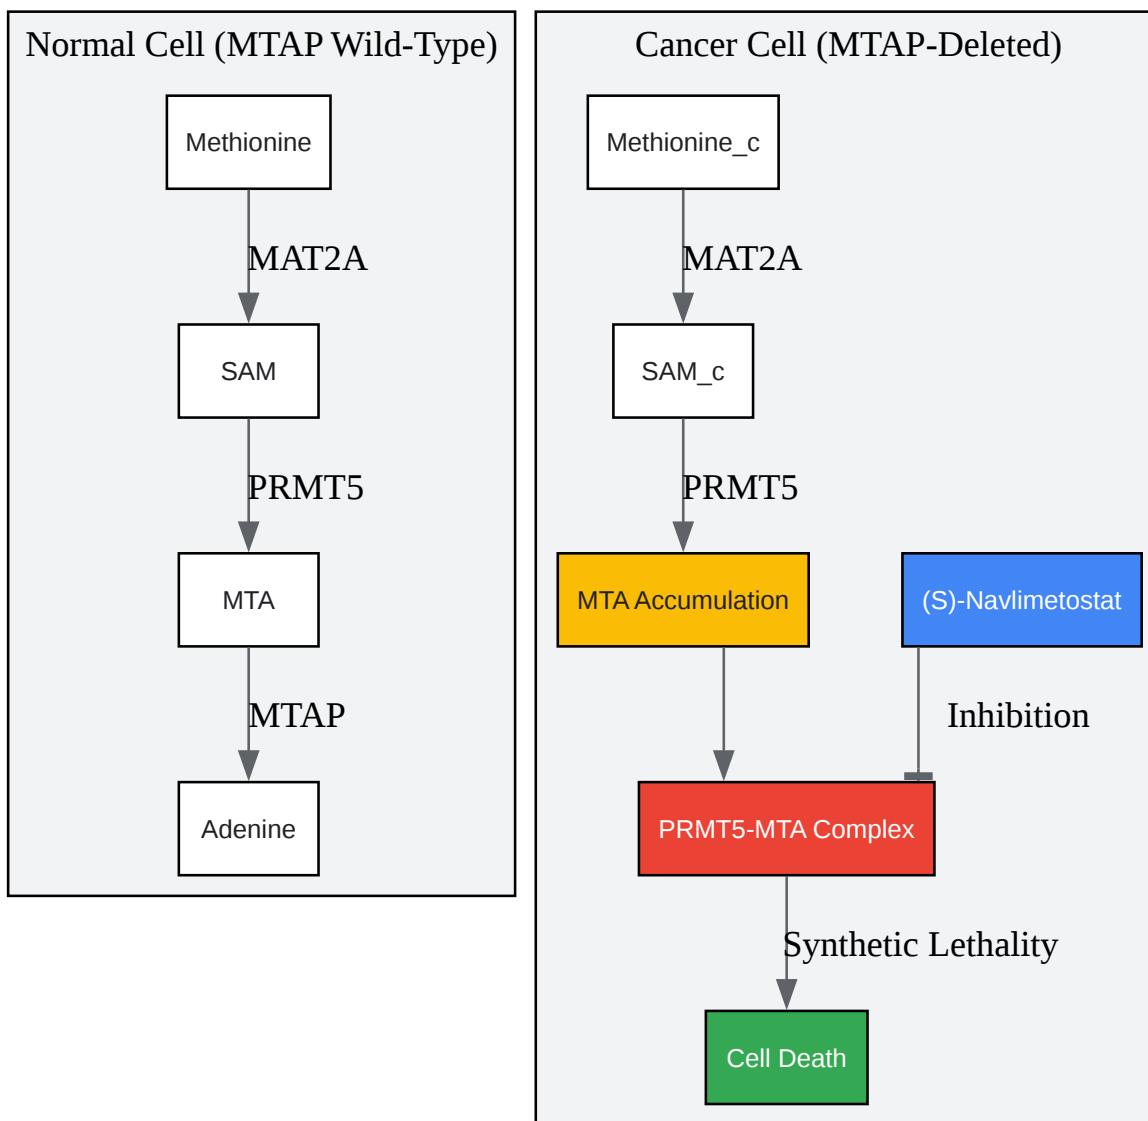 Normal Cell (MTAP Wild-Type)
Methionine
MAT2A
SAM
PRMT5
MTA
MTAP
Adenine
Cancer Cell (MTAP-Deleted)
Methionine_c
MAT2A
SAM_c
PRMT5
MTA Accumulation
(S)-Navlimetostat
Inhibition
PRMT5-MTA Complex
Synthetic Lethality
Cell Death